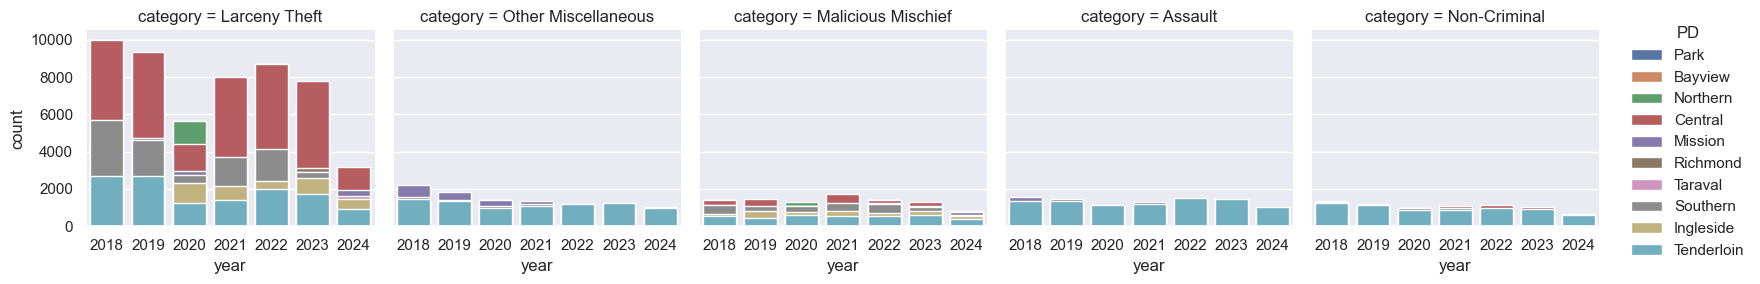 category = Larceny Theft
category = Other Miscellaneous
category = Malicious Mischief
category = Assault
category = Non-Criminal
count
10000
8000
6000
4000
2000
0
2018 2019 2020 2021 2022 2023 2024
year
2018 2019 2020 2021 2022 2023 2024
year
2018 2019 2020 2021 2022 2023 2024
year
2018 2019 2020 2021 2022 2023 2024
year
2018 2019 2020 2021 2022 2023 2024
year
PD
Park
Bayview
Northern
Central
Mission
Richmond
Taraval
Southern
Ingleside
Tenderloin